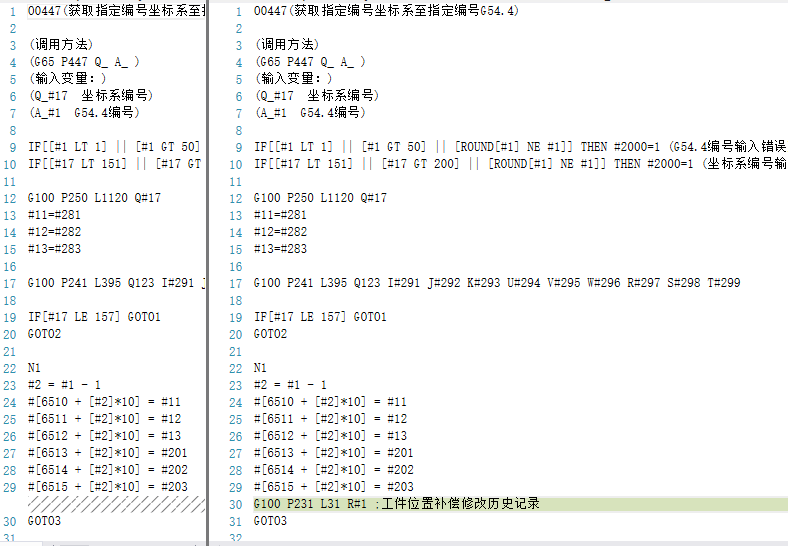 1 O0447(获取指定编号坐标系至
2
3 (调用方法)
4 (G65 P447 Q_ A_ )
5 (输入变量：)
6 (Q_#17  坐标系编号)
7 (A_#1  G54.4编号)
8
9 IF[[#1 LT 1] || [#1 GT 50]
10 IF[[#17 LT 151] || [#17 GT
11
12 G100 P250 L1120 Q#17
13 #11=#281
14 #12=#282
15 #13=#283
16
17 G100 P241 L395 Q123 I#291 J
18
19 IF[#17 LE 157] GOTO1
20 GOTO2
21
22 N1
23 #2 = #1 - 1
24 #[6510 + [#2]*10] = #11
25 #[6511 + [#2]*10] = #12
26 #[6512 + [#2]*10] = #13
27 #[6513 + [#2]*10] = #201
28 #[6514 + [#2]*10] = #202
29 #[6515 + [#2]*10] = #203
30 GOTO3
31
1 O0447(获取指定编号坐标系至指定编号G54.4)
2
3 (调用方法)
4 (G65 P447 Q_ A_ )
5 (输入变量：)
6 (Q_#17  坐标系编号)
7 (A_#1  G54.4编号)
8
9 IF[[#1 LT 1] || [#1 GT 50] || [ROUND[#1] NE #1]] THEN #2000=1 (G54.4编号输入错误
10 IF[[#17 LT 151] || [#17 GT 200] || [ROUND[#1] NE #1]] THEN #2000=1 (坐标系编号输
11
12 G100 P250 L1120 Q#17
13 #11=#281
14 #12=#282
15 #13=#283
16
17 G100 P241 L395 Q123 I#291 J#292 K#293 U#294 V#295 W#296 R#297 S#298 T#299
18
19 IF[#17 LE 157] GOTO1
20 GOTO2
21
22 N1
23 #2 = #1 - 1
24 #[6510 + [#2]*10] = #11
25 #[6511 + [#2]*10] = #12
26 #[6512 + [#2]*10] = #13
27 #[6513 + [#2]*10] = #201
28 #[6514 + [#2]*10] = #202
29 #[6515 + [#2]*10] = #203
30 G100 P231 L31 R#1 ;工件位置补偿修改历史记录
31 GOTO3
32